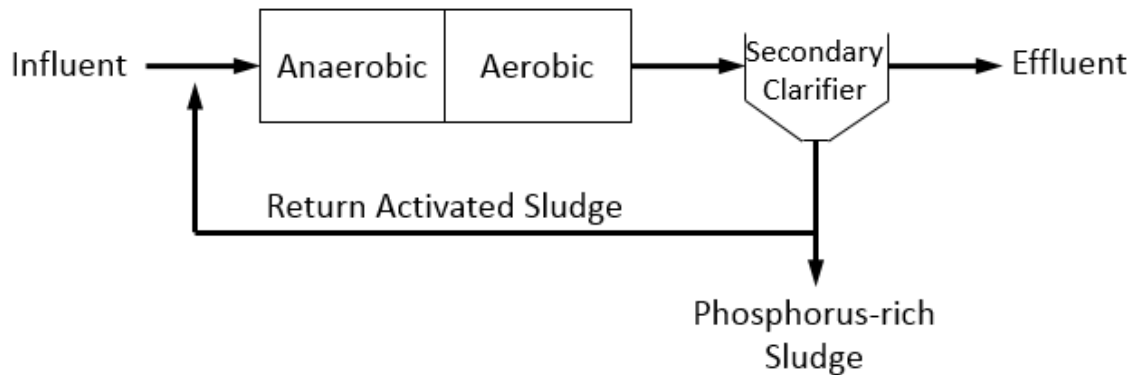 Influent
Anaerobic
Aerobic
Secondary
Clarifier
Effluent
Return Activated Sludge
Phosphorus-rich
Sludge